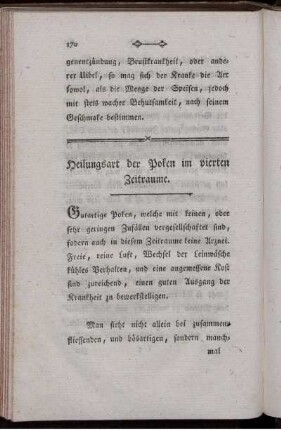 170
genentzündung, Brustkrankheit, oder ande-
rer Uibel, so mag sich der Kranke die Art
sowol, als die Menge der Speisen, jedoch
mit stets wacher Behutsamkeit, nach seinem
Geschmake bestimmen.
Heilungsart der Poken im vierten
Zeitraume.
Gutartige Poken, welche mit keinen, oder
sehr geringen Zufällen vergesellschaftet sind,
fodern auch in diesem Zeitraume keine Arznei.
Freie, reine Luft, Wechsel der Leinwäsche
kühles Verhalten, und eine angemessene Kost
sind zureichend, einen guten Ausgang der
Krankheit zu bewerkstelligen.
Man sieht nicht allein bei zusammen-
fliessenden, und bösartigen, sondern manch-
mal